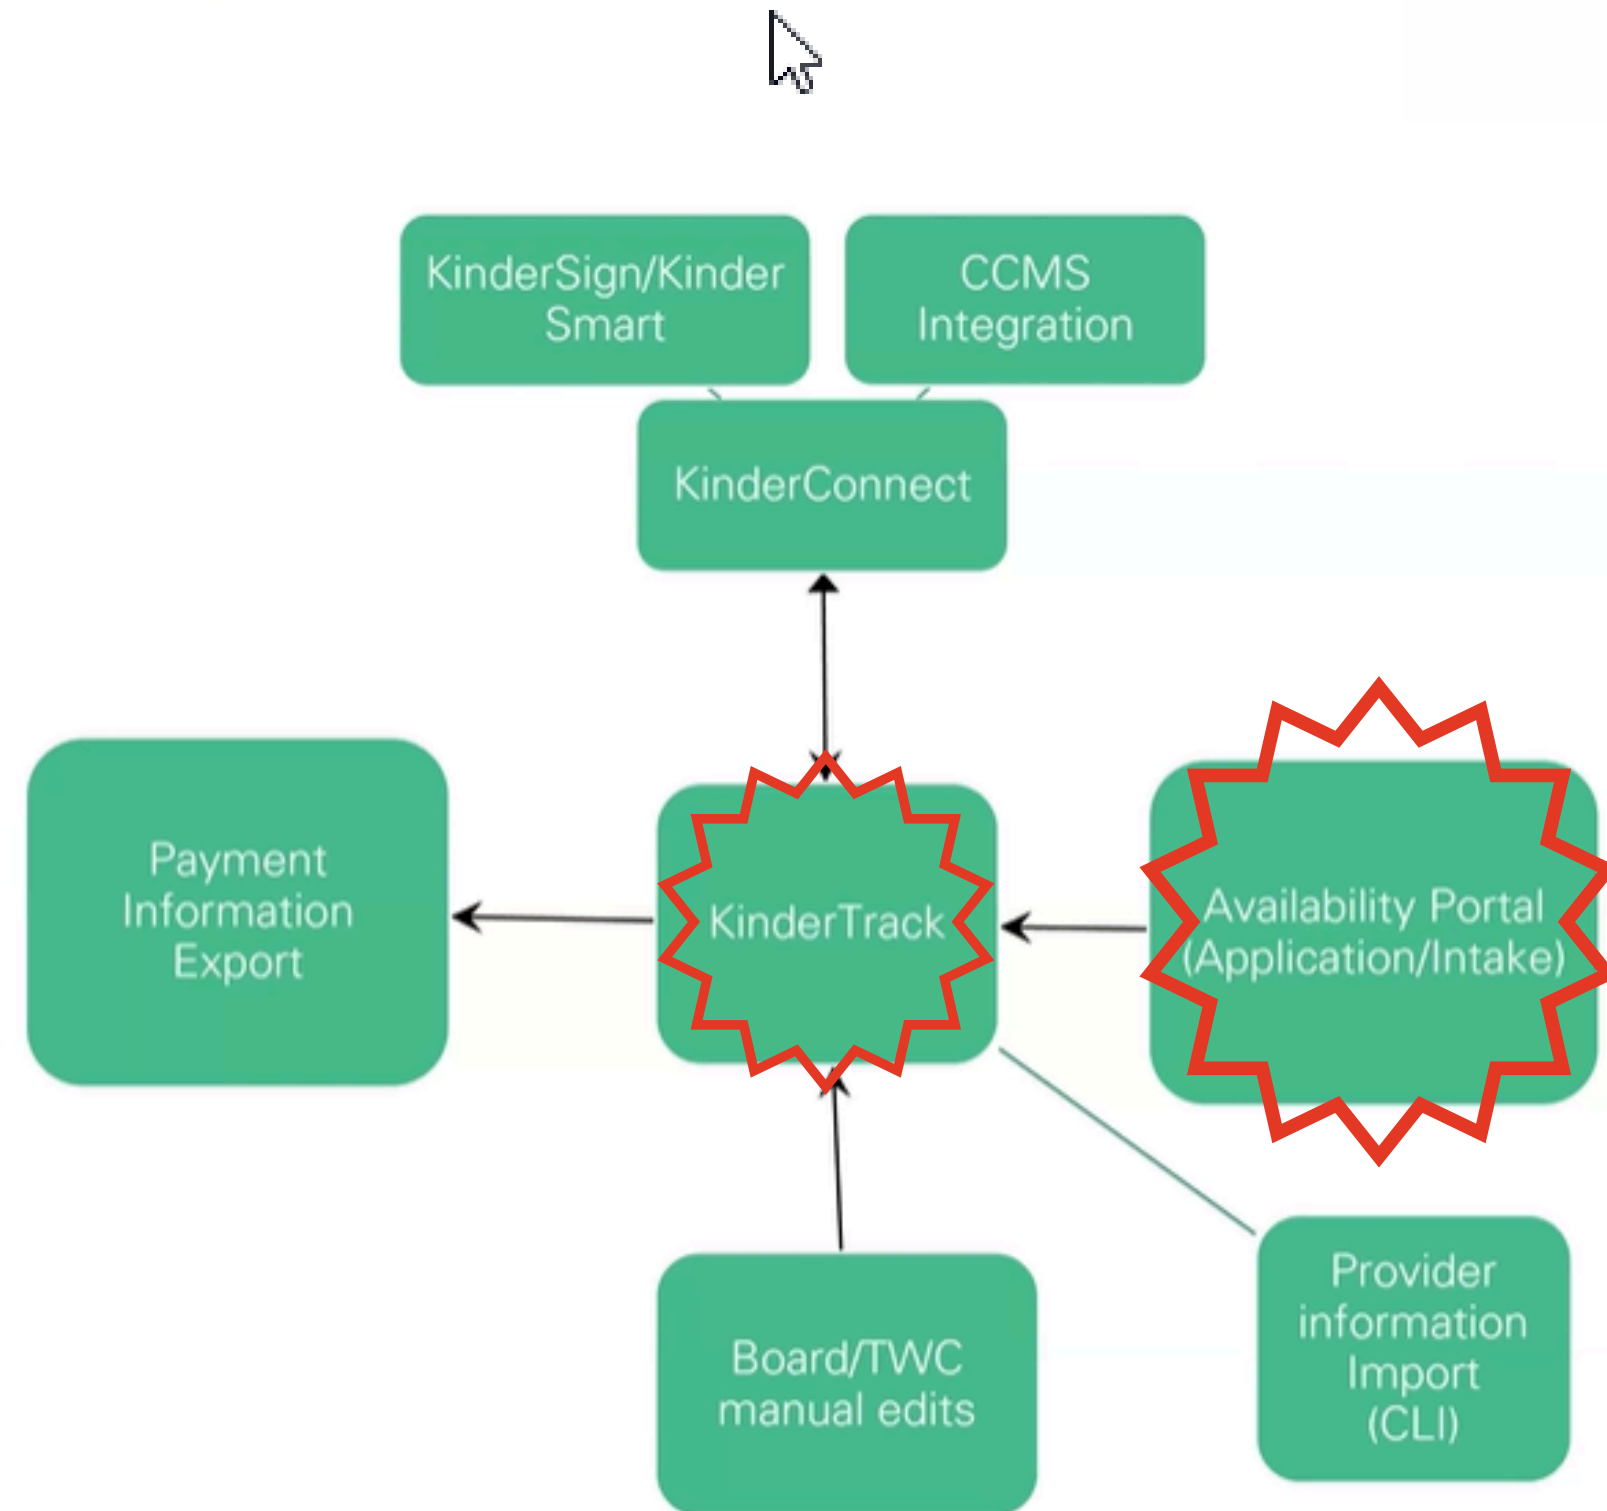 KinderSign/Kinder
Smart
CCMS
Integration
KinderConnect
Payment
Information
Export
KinderTrack
Availability Portal
(Application/Intake)
Board/TWC
manual edits
Provider
information
Import
(CLI)